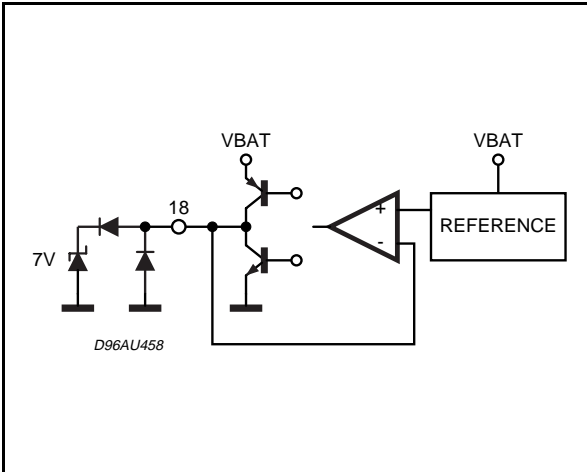 VBAT
VBAT
18
+
REFERENCE
-
7V
D96AU458